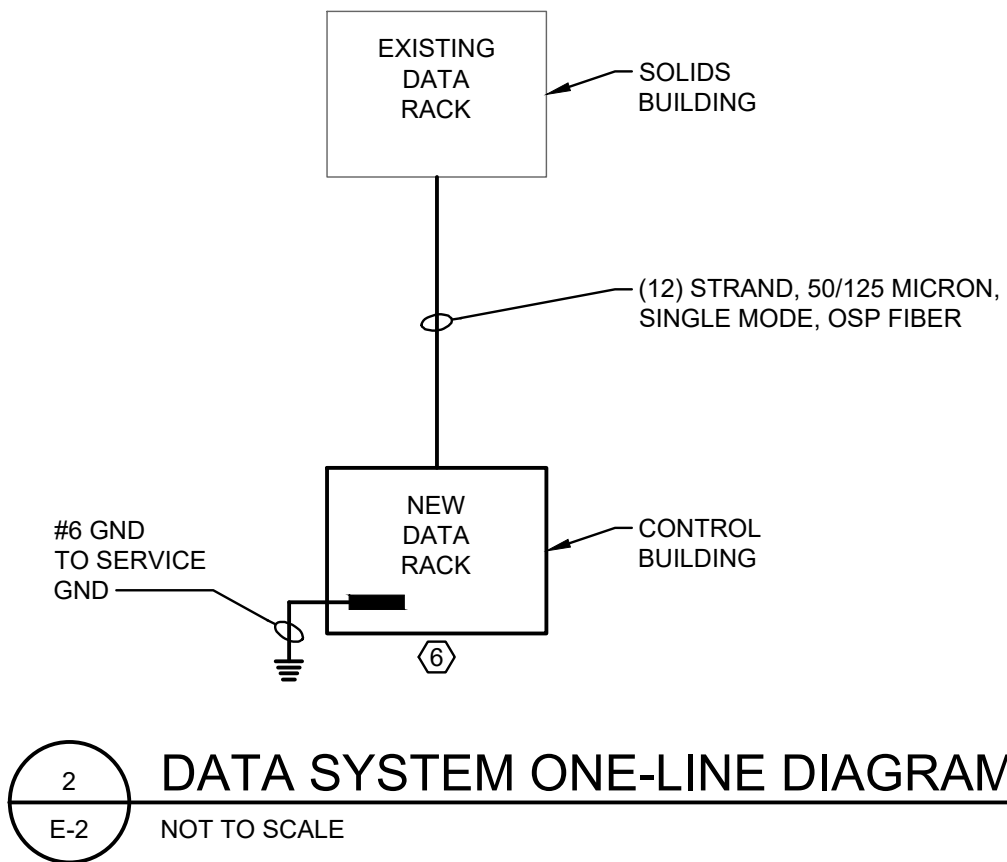 EXISTING
DATA
RACK
SOLIDS
BUILDING
(12) STRAND, 50/125 MICRON,
SINGLE MODE, OSP FIBER
NEW
DATA
RACK
CONTROL
BUILDING
#6 GND
TO SERVICE
GND
6
2
E-2
DATA SYSTEM ONE-LINE DIAGRAM
NOT TO SCALE